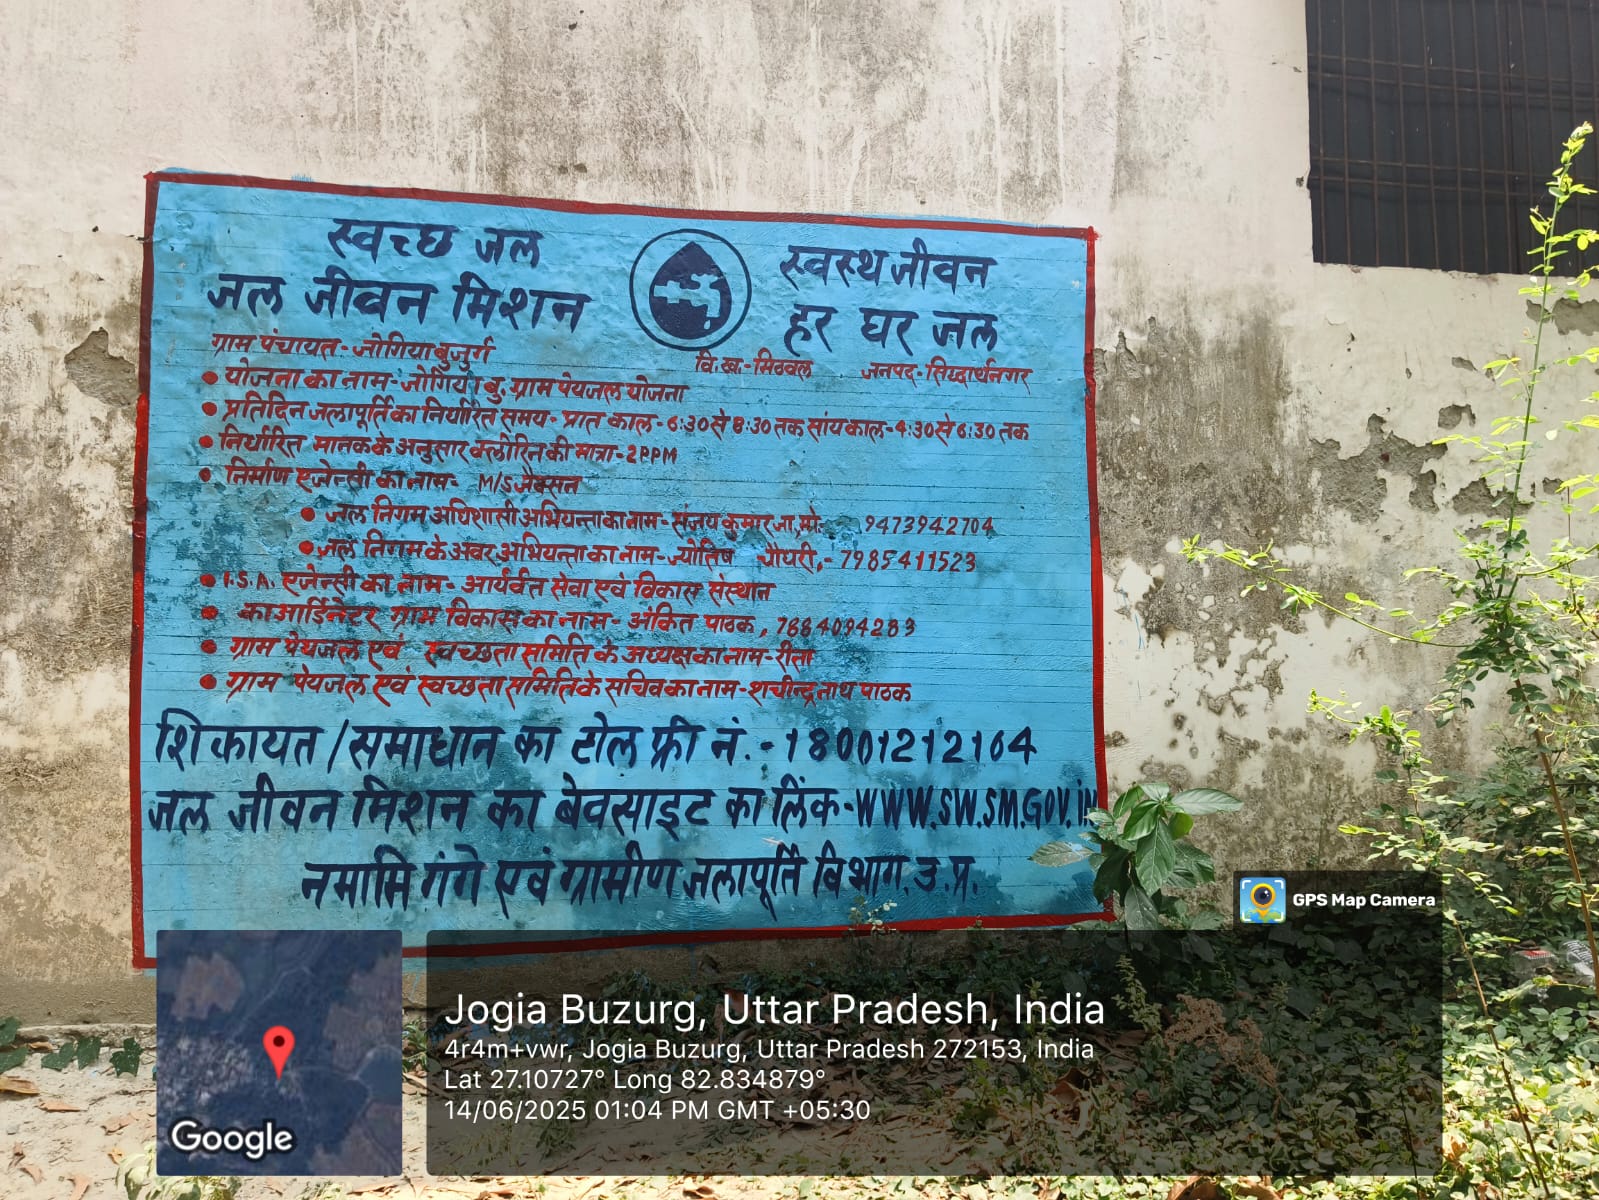 स्वच्छ जल
स्वस्थ जीवन
जल जीवन मिशन
हर घर जल
ग्राम पंचायत-जोगिया बुजुर्ग
वि.ख.-मिठवल जनपद-सिद्धार्थनगर
• योजना का नाम-जोगिया बु. ग्राम पेयजल योजना
• प्रतिदिन जलापूर्ति का निर्धारित समय- प्रात काल-6:30 से 8:30 तक सांय काल-4:30 से 6:30 तक
• निर्धारित मानक के अनुसार क्लोरिन की मात्रा-2PPM
• निर्माण एजेन्सी का नाम- M/S जैक्सन
• जल निगम अधिशासी अभियन्ता का नाम-संजय कुमार जा,मो:- 9473942704
• जल निगम के अवर अभियन्ता का नाम-ज्योतिष चौधरी,-7985411523
• I.S.A. एजेन्सी का नाम- आर्यवर्त सेवा एवं विकास संस्थान
• काआर्डिनेटर ग्राम विकास का नाम- अंकित पाठक, 7884094283
• ग्राम पेयजल एवं स्वच्छता समिति के अध्यक्ष का नाम-रीता
• ग्राम पेयजल एवं स्वच्छता समिति के सचिव का नाम-शचीन्द्र नाथ पाठक
शिकायत/समाधान का टोल फ्री नं.-18001212164
जल जीवन मिशन का बेवसाइट का लिंक-WWW.SW.SM.GOV.iN
नमामि गंगे एवं ग्रामीण जलापूर्ति विभाग.उ.प्र.
GPS Map Camera
Jogia Buzurg, Uttar Pradesh, India
4r4m+vwr, Jogia Buzurg, Uttar Pradesh 272153, India
Lat 27.10727° Long 82.834879°
14/06/2025 01:04 PM GMT +05:30
Google